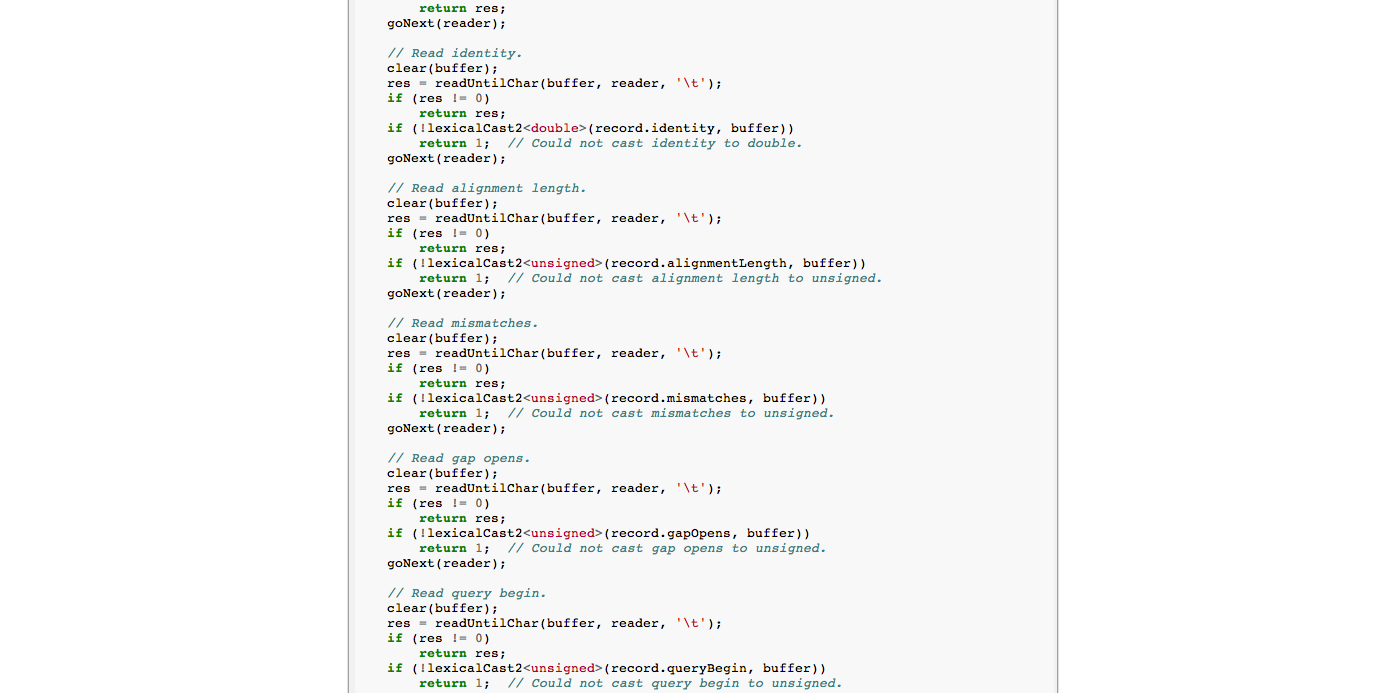 return res;
goNext(reader);

// Read identity.
clear(buffer);
res = readUntilChar(buffer, reader, '\t');
if (res != 0)
    return res;
if (!lexicalCast2<double>(record.identity, buffer))
    return 1;  // Could not cast identity to double.
goNext(reader);

// Read alignment length.
clear(buffer);
res = readUntilChar(buffer, reader, '\t');
if (res != 0)
    return res;
if (!lexicalCast2<unsigned>(record.alignmentLength, buffer))
    return 1;  // Could not cast alignment length to unsigned.
goNext(reader);

// Read mismatches.
clear(buffer);
res = readUntilChar(buffer, reader, '\t');
if (res != 0)
    return res;
if (!lexicalCast2<unsigned>(record.mismatches, buffer))
    return 1;  // Could not cast mismatches to unsigned.
goNext(reader);

// Read gap opens.
clear(buffer);
res = readUntilChar(buffer, reader, '\t');
if (res != 0)
    return res;
if (!lexicalCast2<unsigned>(record.gapOpens, buffer))
    return 1;  // Could not cast gap opens to unsigned.
goNext(reader);

// Read query begin.
clear(buffer);
res = readUntilChar(buffer, reader, '\t');
if (res != 0)
    return res;
if (!lexicalCast2<unsigned>(record.queryBegin, buffer))
    return 1;  // Could not cast query begin to unsigned.